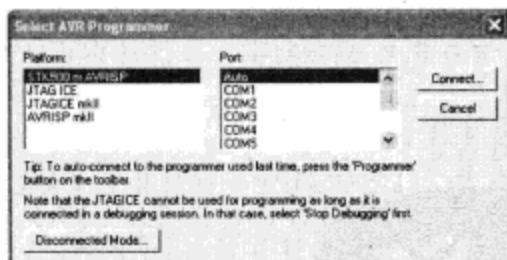 Select AVR Programmer
Platform:
Port:
STK500 or AVRISP
JTAG ICE
JTAGICE mkII
AVRISP mkII
Auto
COM1
COM2
COM3
COM4
COM5
Connect...
Cancel
Tip: To auto-connect to the programmer used last time, press the 'Programmer'
button on the toolbar.
Note that the JTAGICE cannot be used for programming as long as it is
connected in a debugging session. In that case, select 'Stop Debugging' first.
Disconnected Mode...